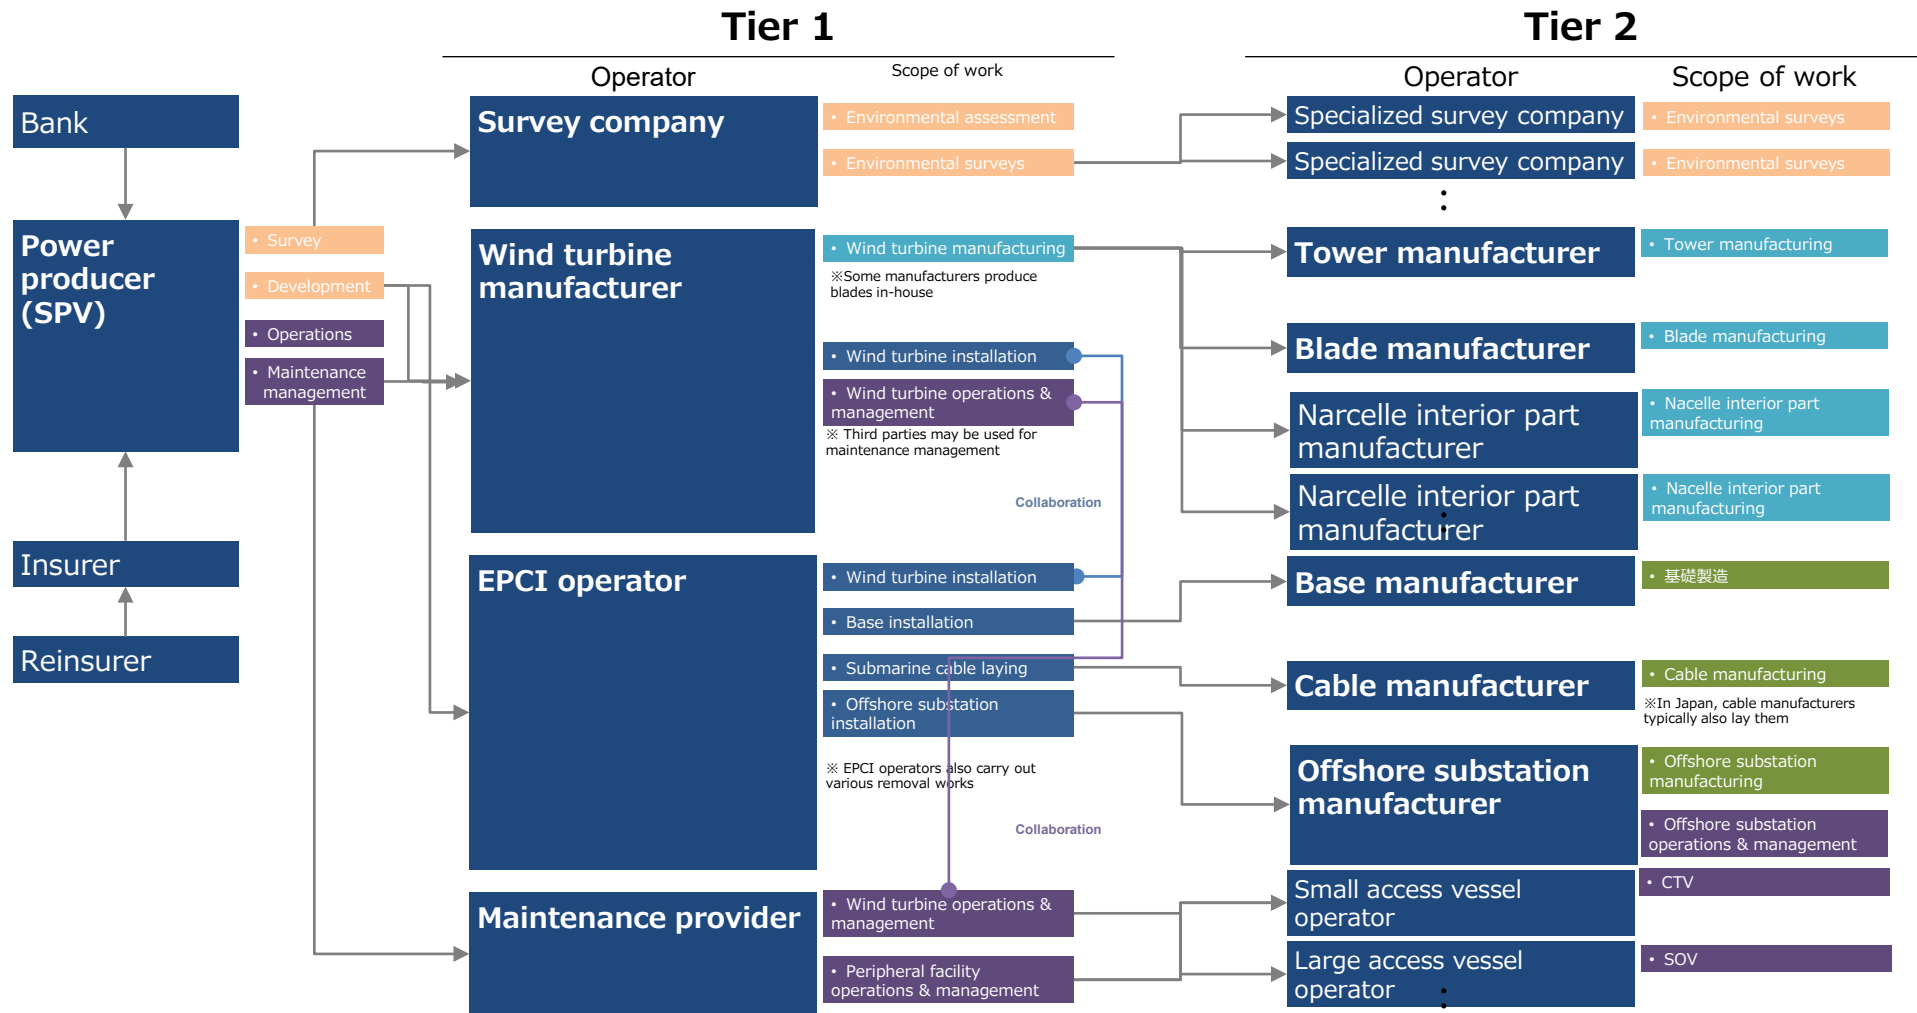 Tier 1
Tier 2
Operator
Scope of work
Operator
Scope of work
Bank
Power
producer
(SPV)
Insurer
Reinsurer
• Survey
• Development
• Operations
• Maintenance
management
Survey company
• Environmental assessment
• Environmental surveys
Wind turbine
manufacturer
• Wind turbine manufacturing
※Some manufacturers produce
blades in-house
• Wind turbine installation
• Wind turbine operations &
management
※ Third parties may be used for
maintenance management
Collaboration
EPCI operator
• Wind turbine installation
• Base installation
• Submarine cable laying
• Offshore substation
installation
※ EPCI operators also carry out
various removal works
Collaboration
Maintenance provider
• Wind turbine operations &
management
• Peripheral facility
operations & management
Specialized survey company
• Environmental surveys
Specialized survey company
• Environmental surveys
:
Tower manufacturer
• Tower manufacturing
Blade manufacturer
• Blade manufacturing
Narcelle interior part
manufacturer
• Nacelle interior part
manufacturing
Narcelle interior part
manufacturer
:
• Nacelle interior part
manufacturing
Base manufacturer
• 基礎製造
Cable manufacturer
• Cable manufacturing
※In Japan, cable manufacturers
typically also lay them
Offshore substation
manufacturer
• Offshore substation
manufacturing
• Offshore substation
operations & management
Small access vessel
operator
• CTV
Large access vessel
operator
• SOV
: